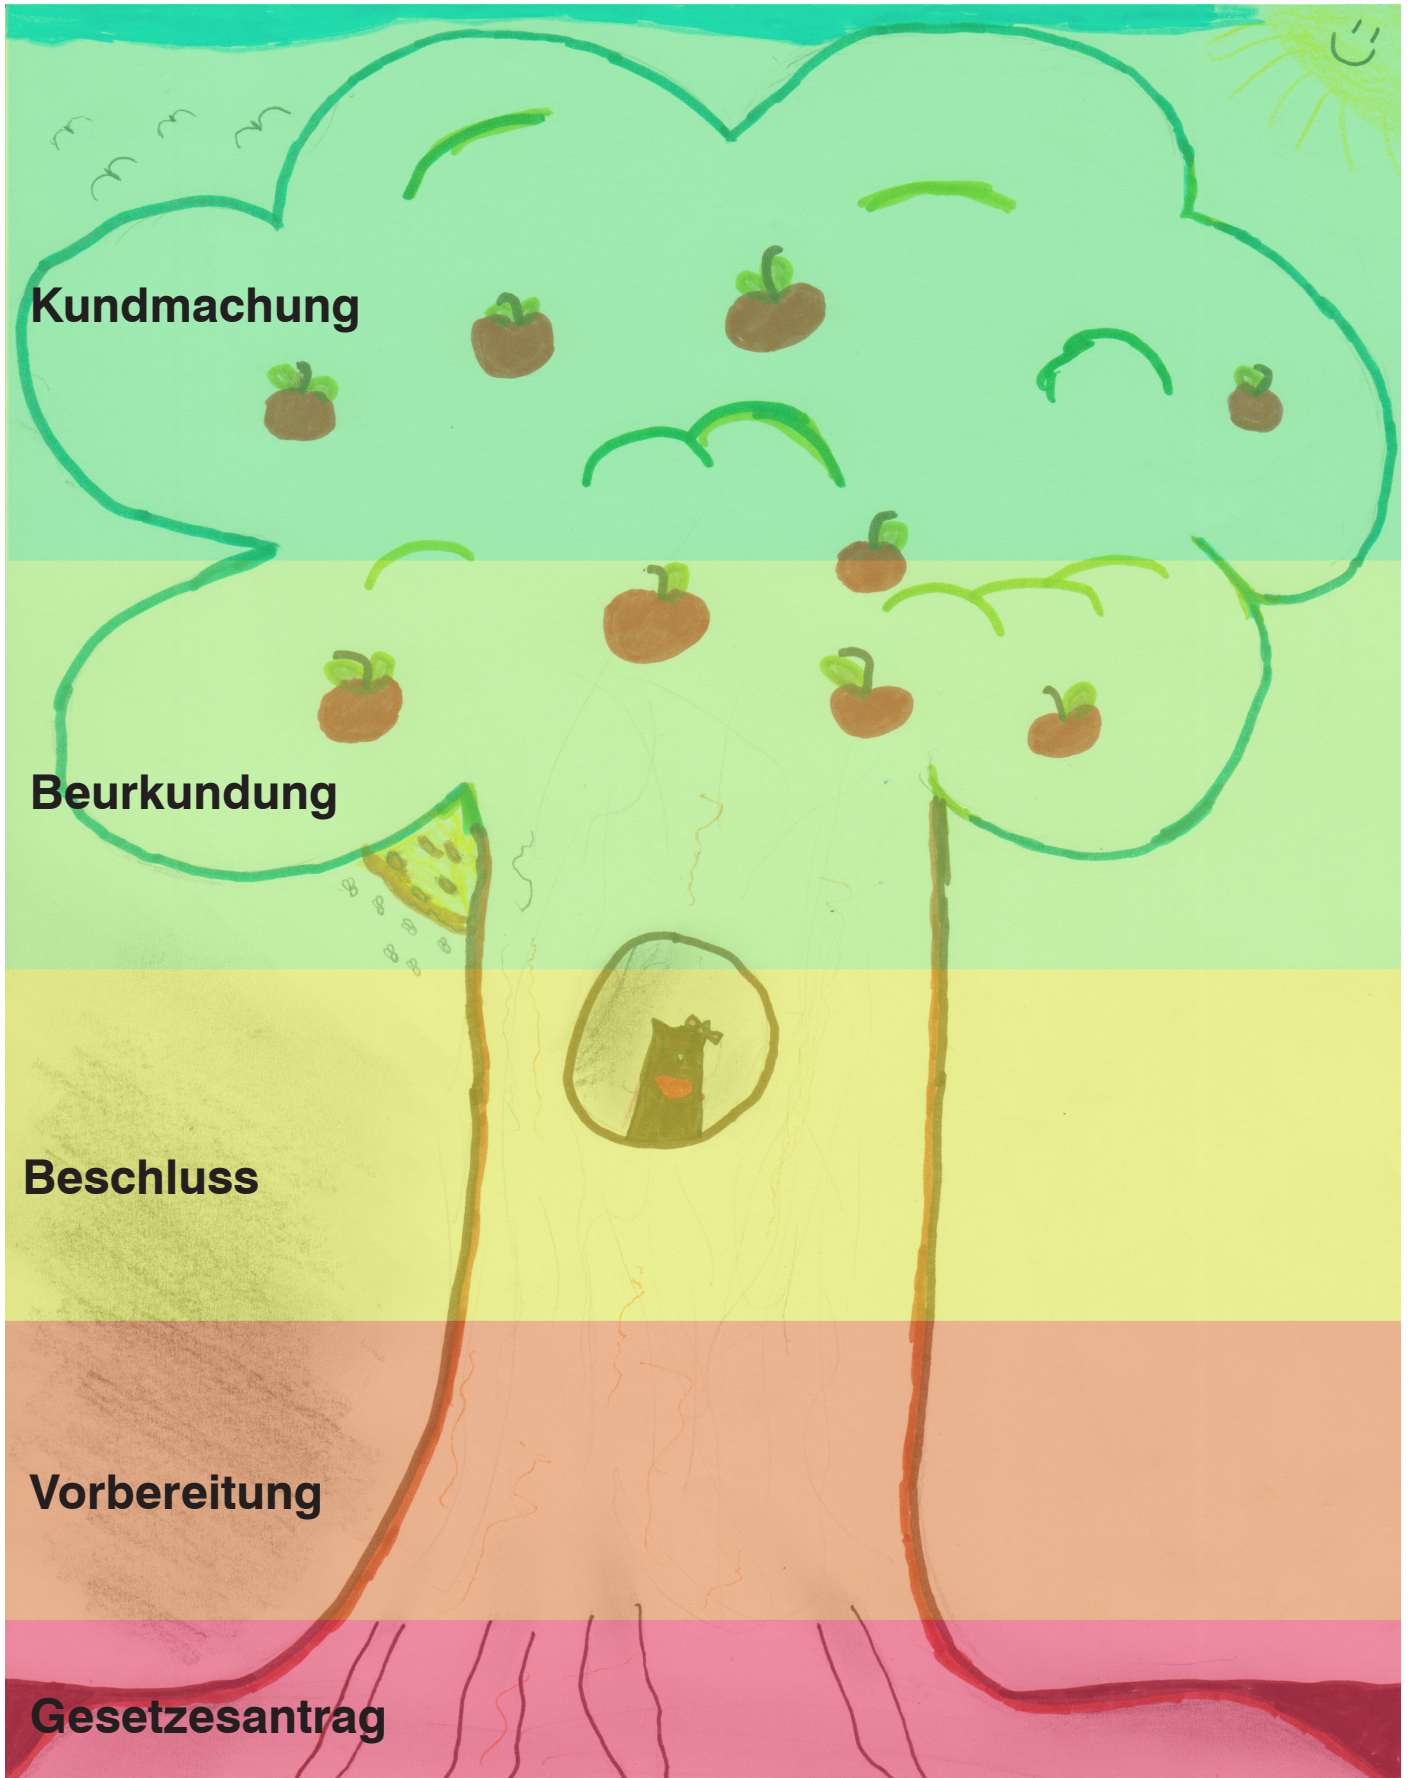 Kundmachung
Beurkundung
Beschluss
Vorbereitung
Gesetzesantrag